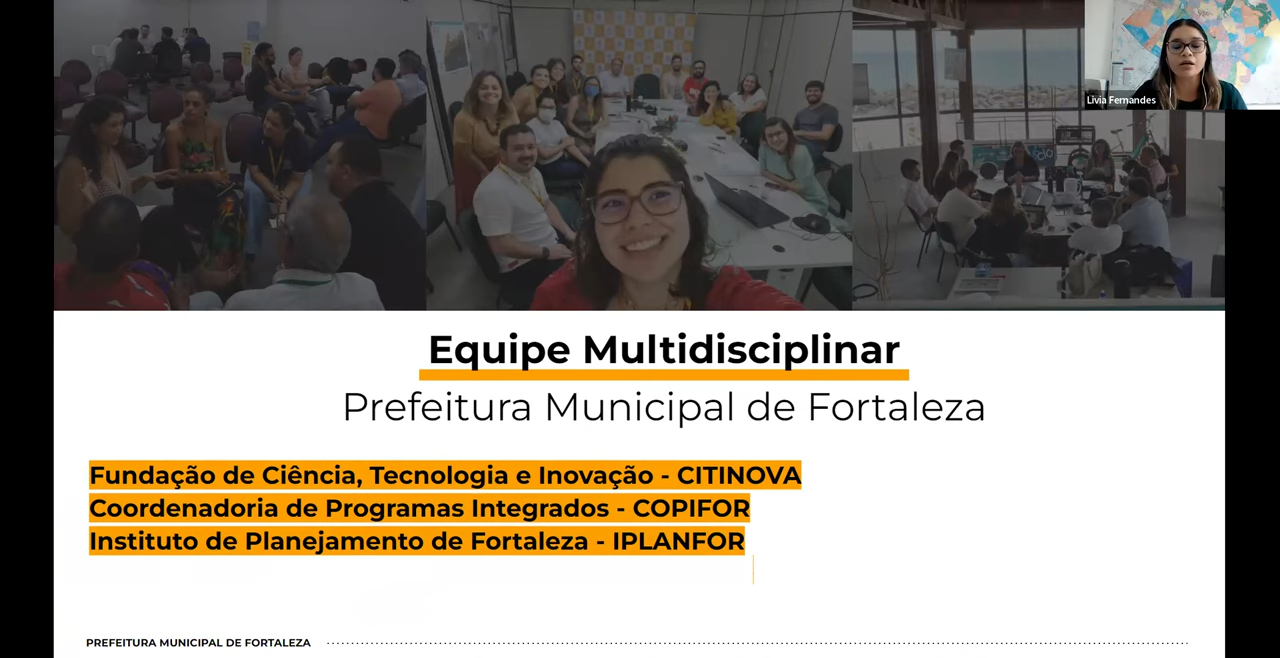 Livia Fernandes
Equipe Multidisciplinar
Prefeitura Municipal de Fortaleza
Fundação de Ciência, Tecnologia e Inovação - CITINOVA
Coordenadoria de Programas Integrados - COPIFOR
Instituto de Planejamento de Fortaleza - IPLANFOR
PREFEITURA MUNICIPAL DE FORTALEZA